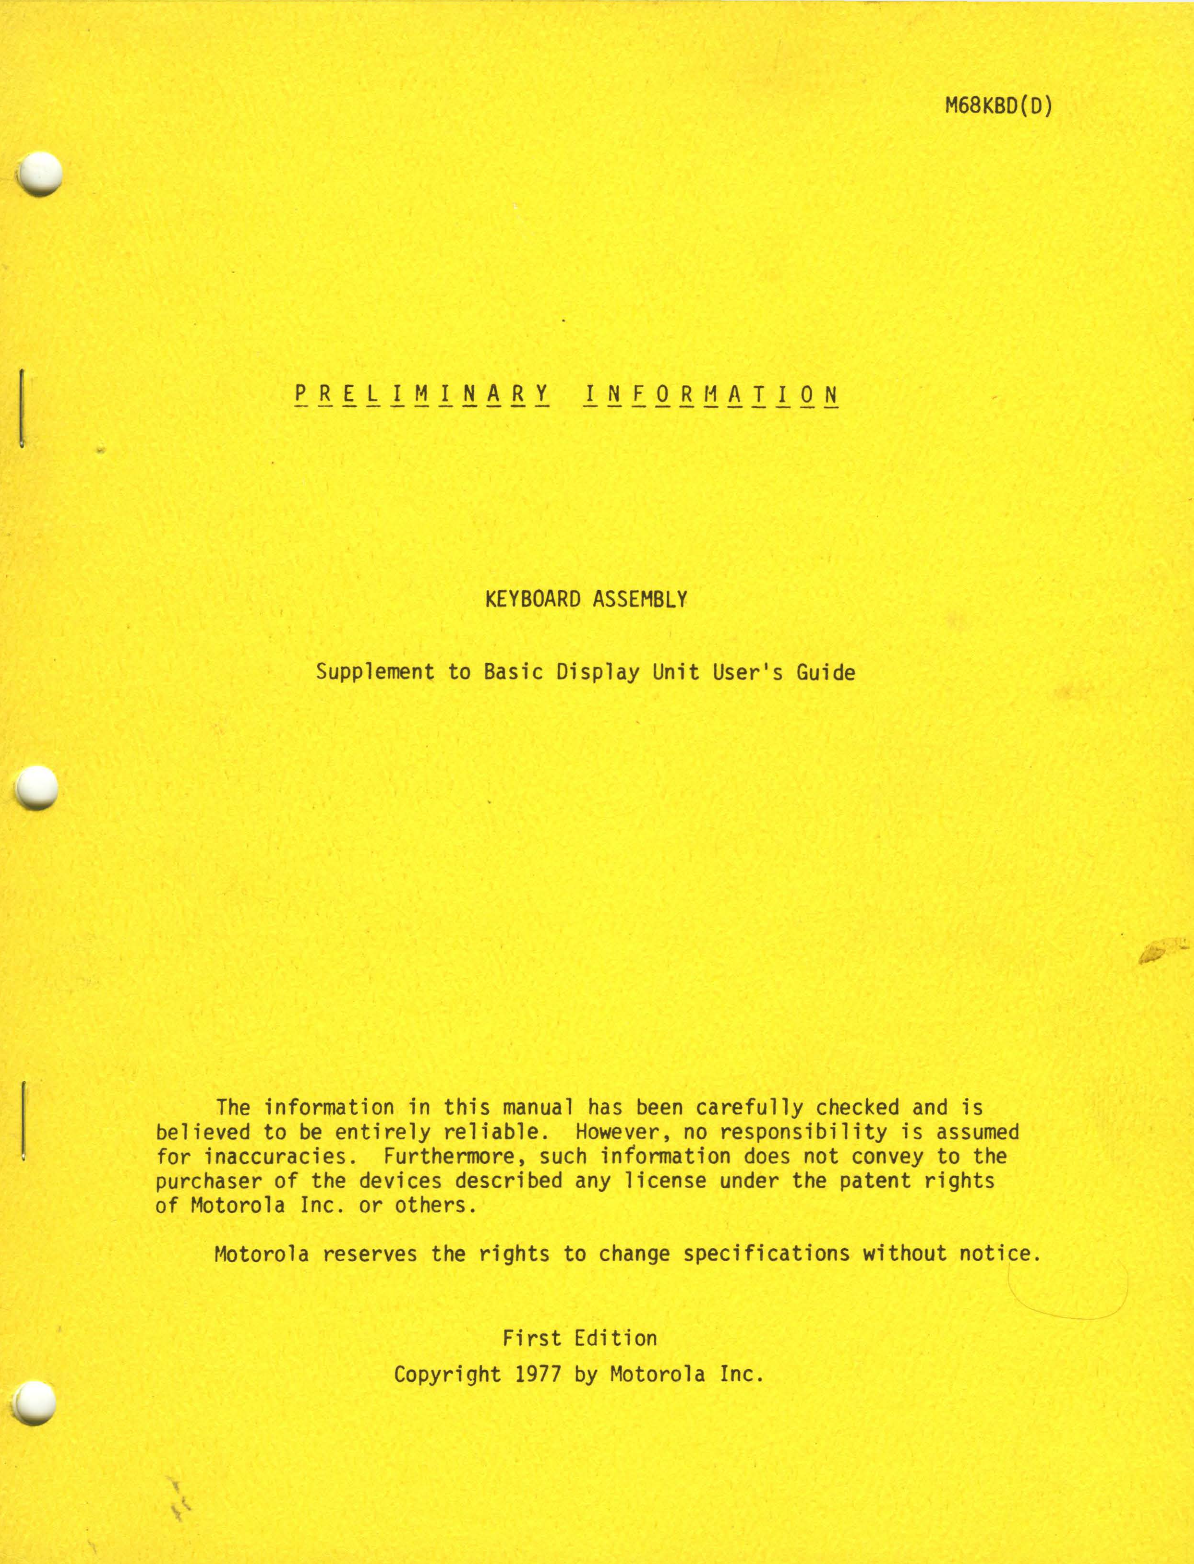 M68KBD(D)
PRELIMINARY INFORMATION
KEYBOARD ASSEMBLY
Supplement to Basic Display Unit User's Guide
The information in this manual has been carefully checked and is
believed to be entirely reliable. However, no responsibility is assumed
for inaccuracies. Furthermore, such information does not convey to the
purchaser of the devices described any license under the patent rights
of Motorola Inc. or others.
Motorola reserves the rights to change specifications without notice.
First Edition
Copyright 1977 by Motorola Inc.